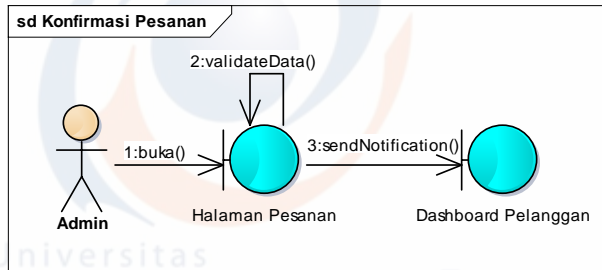 sd Konfirmasi Pesanan
2:validateData()
1:buka()
3:sendNotification()
Admin
Halaman Pesanan
Dashboard Pelanggan
Universitas